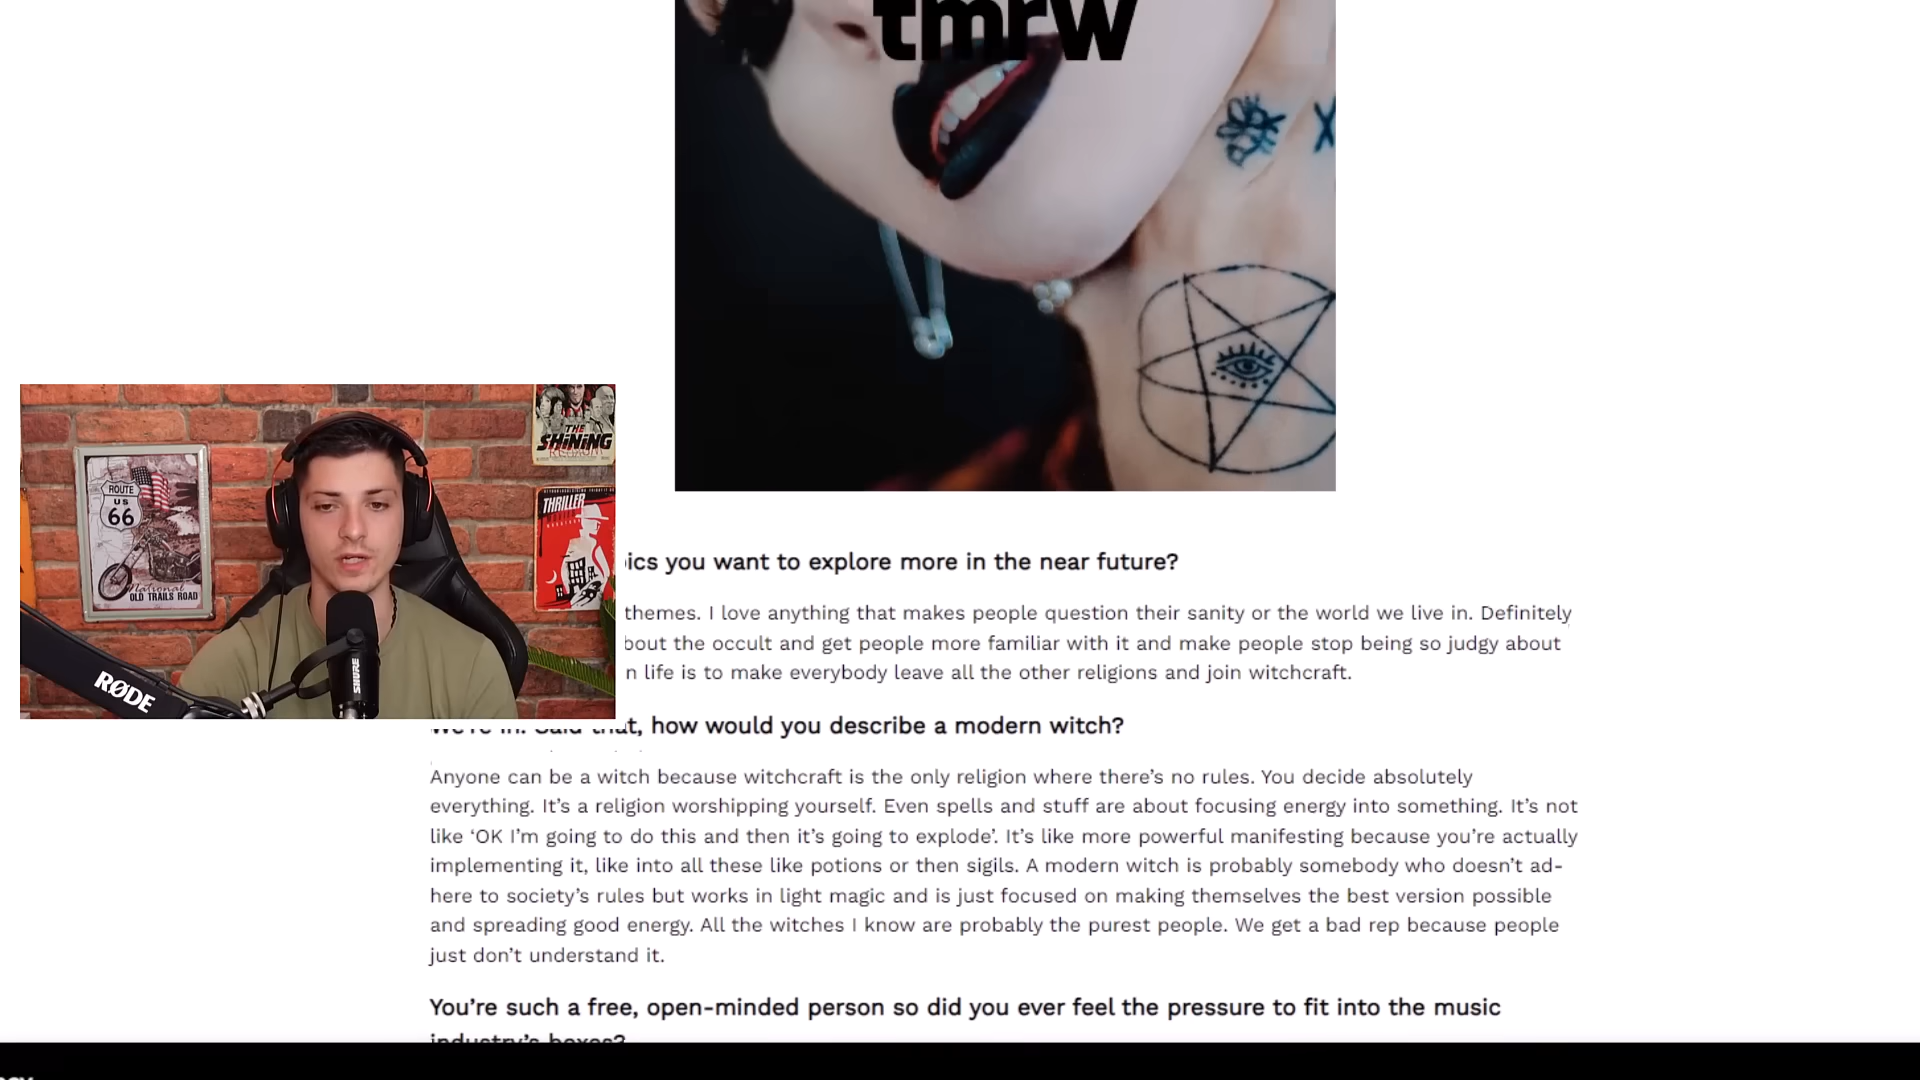 tmrw
THE
SHiNiNG
ROUTE
US
66
National
OLD TRAILS ROAD
THRILLER
RØDE
SHURE
ics you want to explore more in the near future?
themes. I love anything that makes people question their sanity or the world we live in. Definitely
bout the occult and get people more familiar with it and make people stop being so judgy about
n life is to make everybody leave all the other religions and join witchcraft.
We’re in. Said that, how would you describe a modern witch?
Anyone can be a witch because witchcraft is the only religion where there’s no rules. You decide absolutely
everything. It’s a religion worshipping yourself. Even spells and stuff are about focusing energy into something. It’s not
like ‘OK I’m going to do this and then it’s going to explode’. It’s like more powerful manifesting because you’re actually
implementing it, like into all these like potions or then sigils. A modern witch is probably somebody who doesn’t ad-
here to society’s rules but works in light magic and is just focused on making themselves the best version possible
and spreading good energy. All the witches I know are probably the purest people. We get a bad rep because people
just don’t understand it.
You’re such a free, open-minded person so did you ever feel the pressure to fit into the music
industry’s boxes?